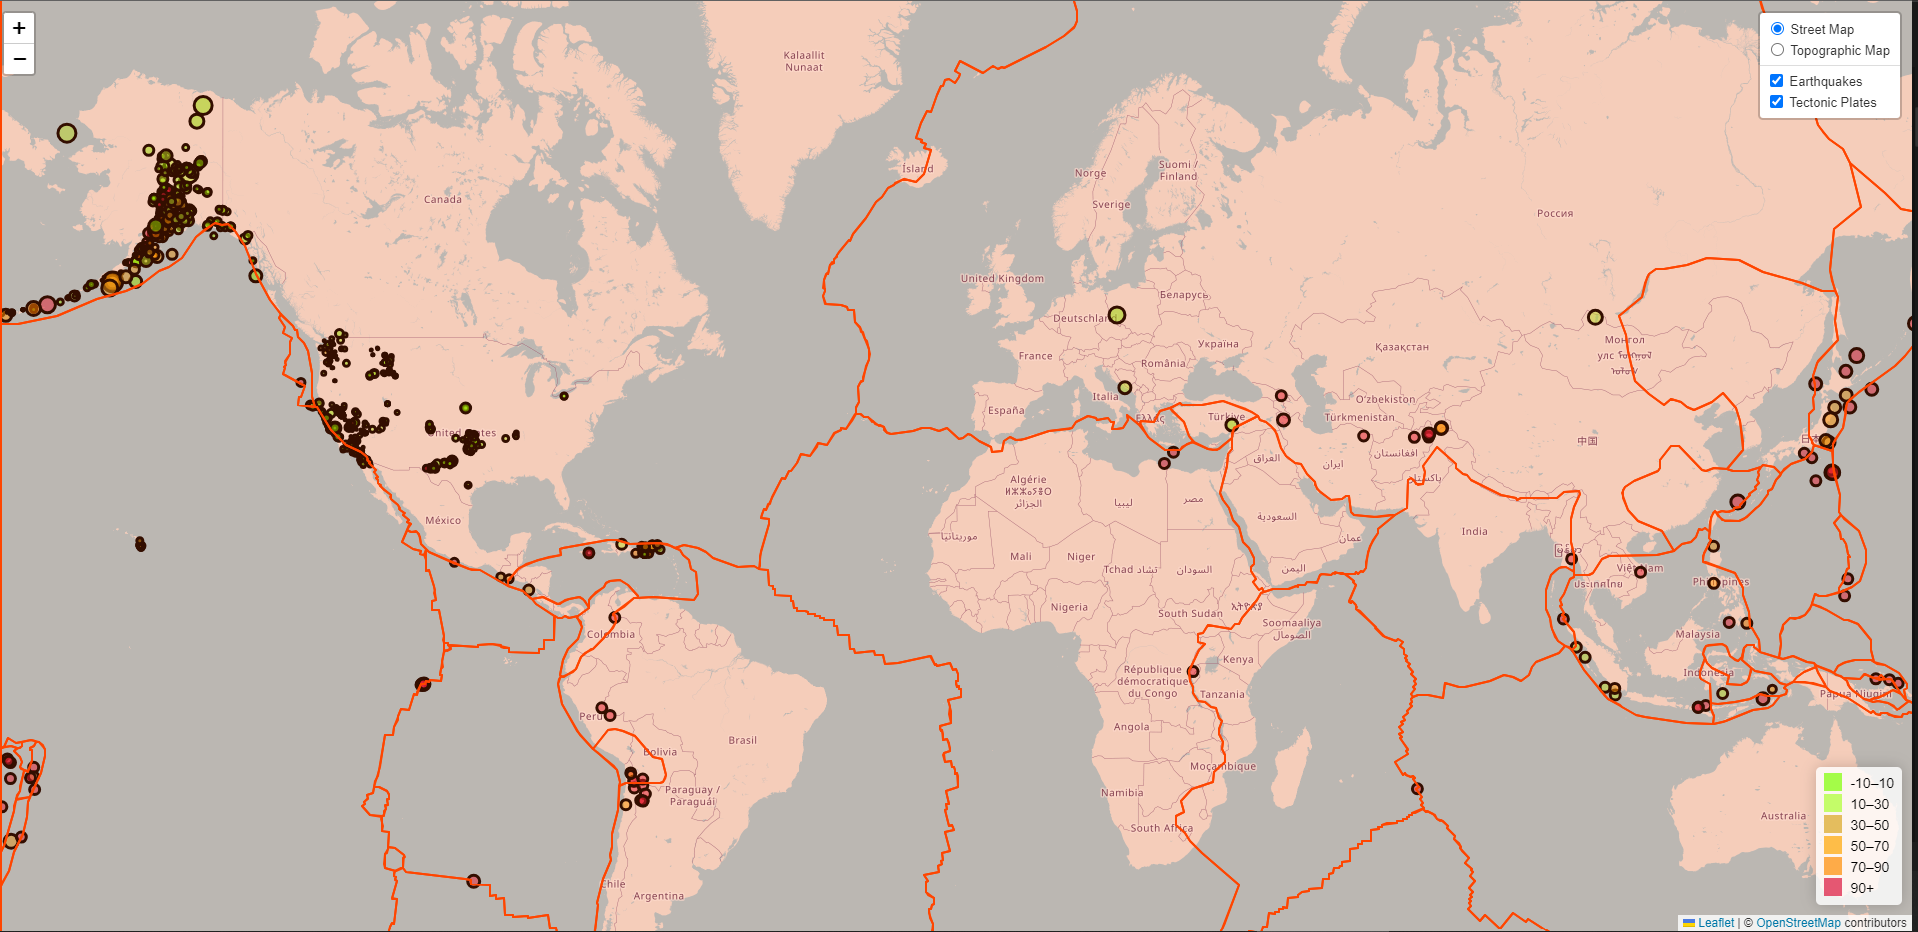 +
−
Street Map
Topographic Map
Earthquakes
Tectonic Plates
Kalaallit
Nunaat
Ísland
Canada
Norge
Suomi /
Finland
Sverige
Россия
United Kingdom
Беларусь
Deutschland
France
Україна
România
Қазақстан
Монгол
улс
Italia
España
Türkiye
O'zbekiston
Türkmenistan
中国
United States
México
Algérie
ⵍⵣⵣⴰⵢⴻⵔ
الجزائر
ليبيا
مصر
العراق
ایران
افغانستان
پاکستان
السعودية
عمان
India
موريتانيا
Mali
Niger
Tchad تشاد
السودان
اليمن
Việt Nam
ประเทศไทย
Philippines
Nigeria
South Sudan
Soomaaliya
الصومال
Colombia
Malaysia
Kenya
République
démocratique
du Congo
Tanzania
Indonesia
Papua Niugini
Peru
Angola
Brasil
Bolivia
Moçambique
Namibia
Paraguay /
Paraguái
South Africa
Australia
Chile
Argentina
-10–10
10–30
30–50
50–70
70–90
90+
Leaflet | © OpenStreetMap contributors